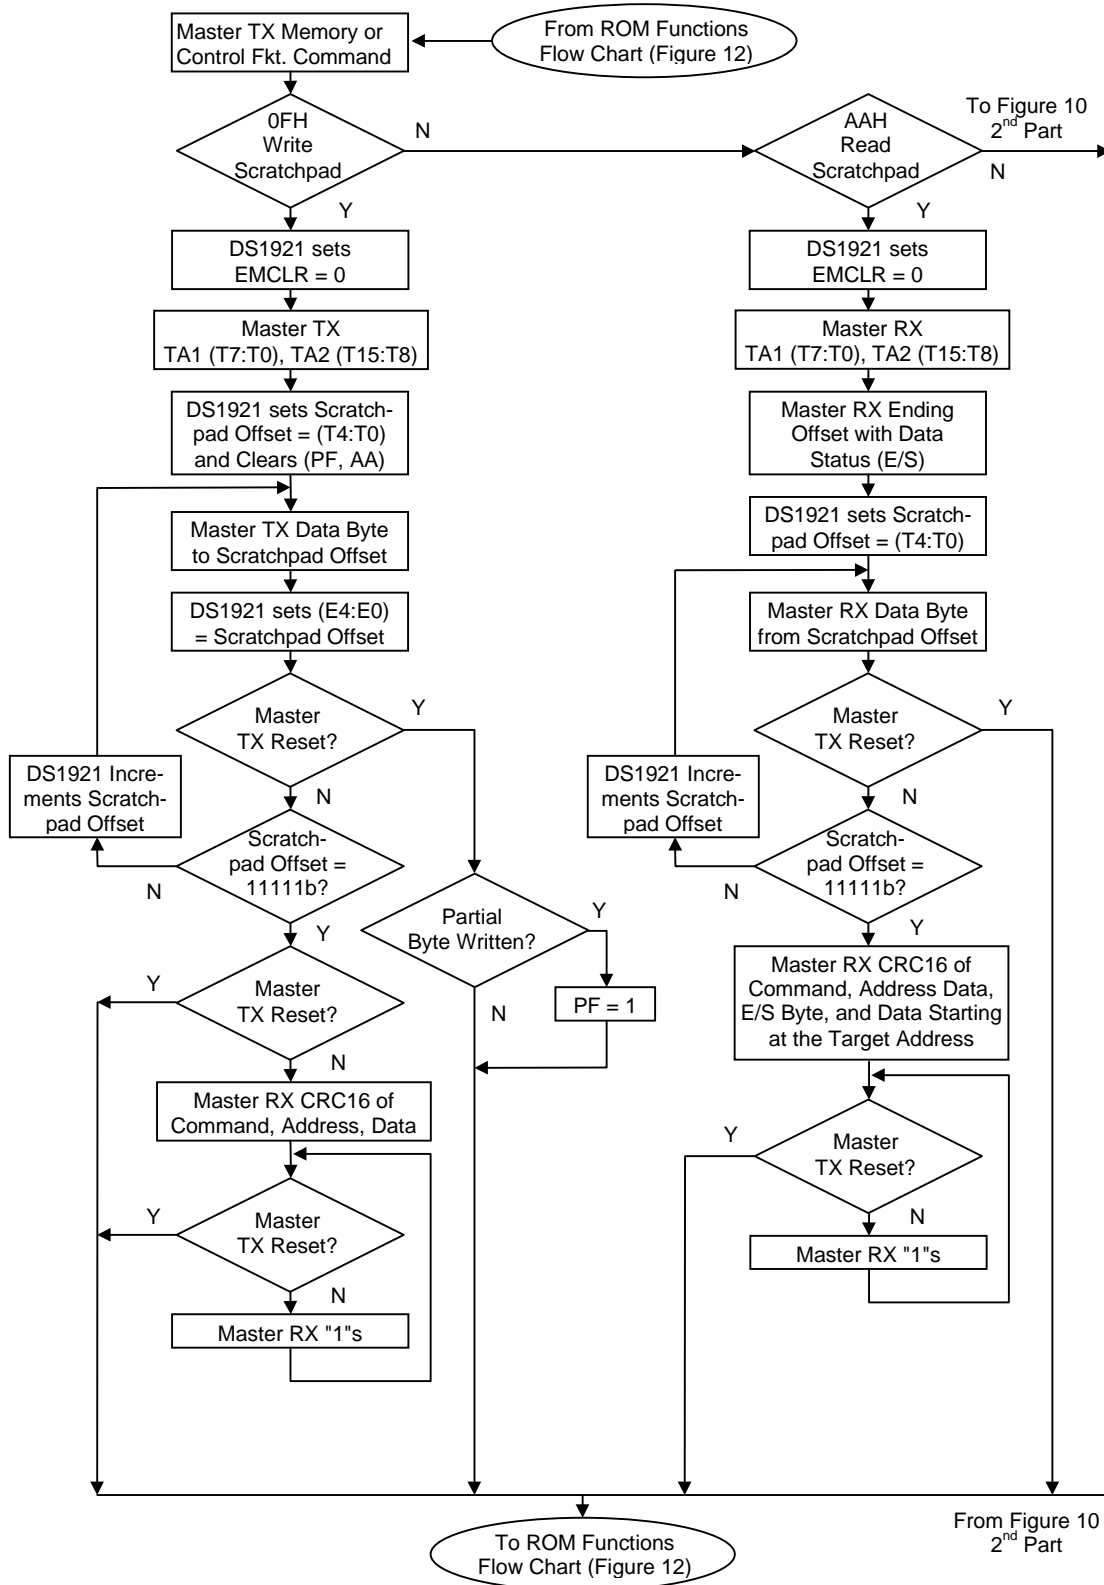 Master TX Memory or
Control Fkt. Command
From ROM Functions
Flow Chart (Figure 12)
0FH
Write
Scratchpad
N
Y
AAH
Read
Scratchpad
To Figure 10
2nd Part
N
Y
DS1921 sets
EMCLR = 0
Master TX
TA1 (T7:T0), TA2 (T15:T8)
DS1921 sets Scratch-
pad Offset = (T4:T0)
and Clears (PF, AA)
Master TX Data Byte
to Scratchpad Offset
DS1921 sets (E4:E0)
= Scratchpad Offset
Master
TX Reset?
Y
N
DS1921 Incre-
ments Scratch-
pad Offset
Scratch-
pad Offset =
11111b?
N
Y
Partial
Byte Written?
Y
N
PF = 1
Master
TX Reset?
Y
N
Master RX CRC16 of
Command, Address, Data
Master
TX Reset?
Y
N
Master RX "1"s
DS1921 sets
EMCLR = 0
Master RX
TA1 (T7:T0), TA2 (T15:T8)
Master RX Ending
Offset with Data
Status (E/S)
DS1921 sets Scratch-
pad Offset = (T4:T0)
Master RX Data Byte
from Scratchpad Offset
Master
TX Reset?
Y
N
DS1921 Incre-
ments Scratch-
pad Offset
Scratch-
pad Offset =
11111b?
N
Y
Master RX CRC16 of
Command, Address Data,
E/S Byte, and Data Starting
at the Target Address
Master
TX Reset?
Y
N
Master RX "1"s
From Figure 10
2nd Part
To ROM Functions
Flow Chart (Figure 12)